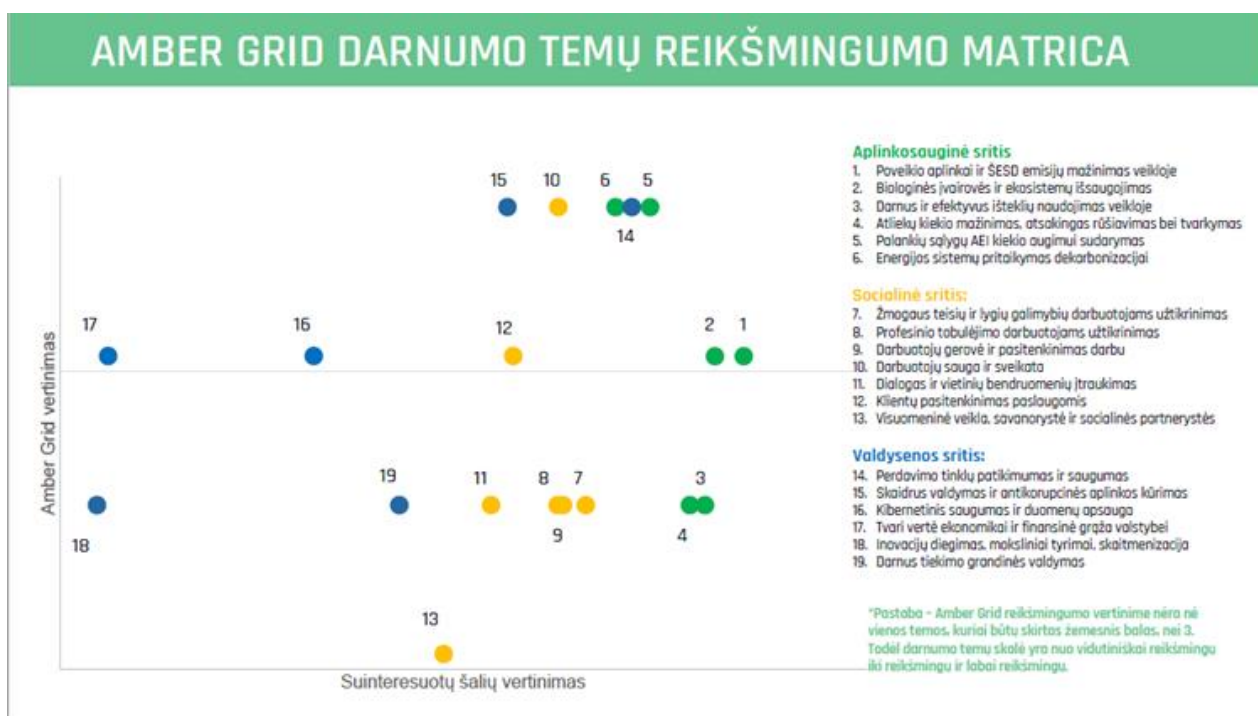 AMBER GRID DARNUMO TEMŲ REIKŠMINGUMO MATRICA
15 10 6 5
14
17 16 12 2 1
19 11 8 7 3
18 9 4
13
Amber Grid vertinimas
Suinteresuotų šalių vertinimas
Aplinkosauginė sritis
1. Poveikio aplinkai ir ŠESD emisijų mažinimas veikloje
2. Biologinės įvairovės ir ekosistemų išsaugojimas
3. Darnus ir efektyvus išteklių naudojimas veikloje
4. Atliekų kiekio mažinimas, atsakingas rūšiavimas bei tvarkymas
5. Palankių sąlygų AEI kiekio augimui sudarymas
6. Energijos sistemų pritaikymas dekarbonizacijai
Socialinė sritis:
7. Žmogaus teisių ir lygių galimybių darbuotojams užtikrinimas
8. Profesinio tobulėjimo darbuotojams užtikrinimas
9. Darbuotojų gerovė ir pasitenkinimas darbu
10. Darbuotojų sauga ir sveikata
11. Dialogas ir vietinių bendruomenių įtraukimas
12. Klientų pasitenkinimas paslaugomis
13. Visuomeninė veikla, savanorystė ir socialinės partnerystės
Valdysenos sritis:
14. Perdavimo tinklų patikimumas ir saugumas
15. Skaidrus valdymas ir antikorupcinės aplinkos kūrimas
16. Kibernetinis saugumas ir duomenų apsauga
17. Tvari vertė ekonomikai ir finansinė grąža valstybei
18. Inovacijų diegimas, moksliniai tyrimai, skaitmenizacija
19. Darnus tiekimo grandinės valdymas
*Pastaba – Amber Grid reikšmingumo vertinime nėra nė
vienos temos, kuriai būtų skirtas žemesnis balas, nei 3.
Todėl darnumo temų skalė yra nuo vidutiniškai reikšmingų
iki reikšmingų ir labai reikšmingų.